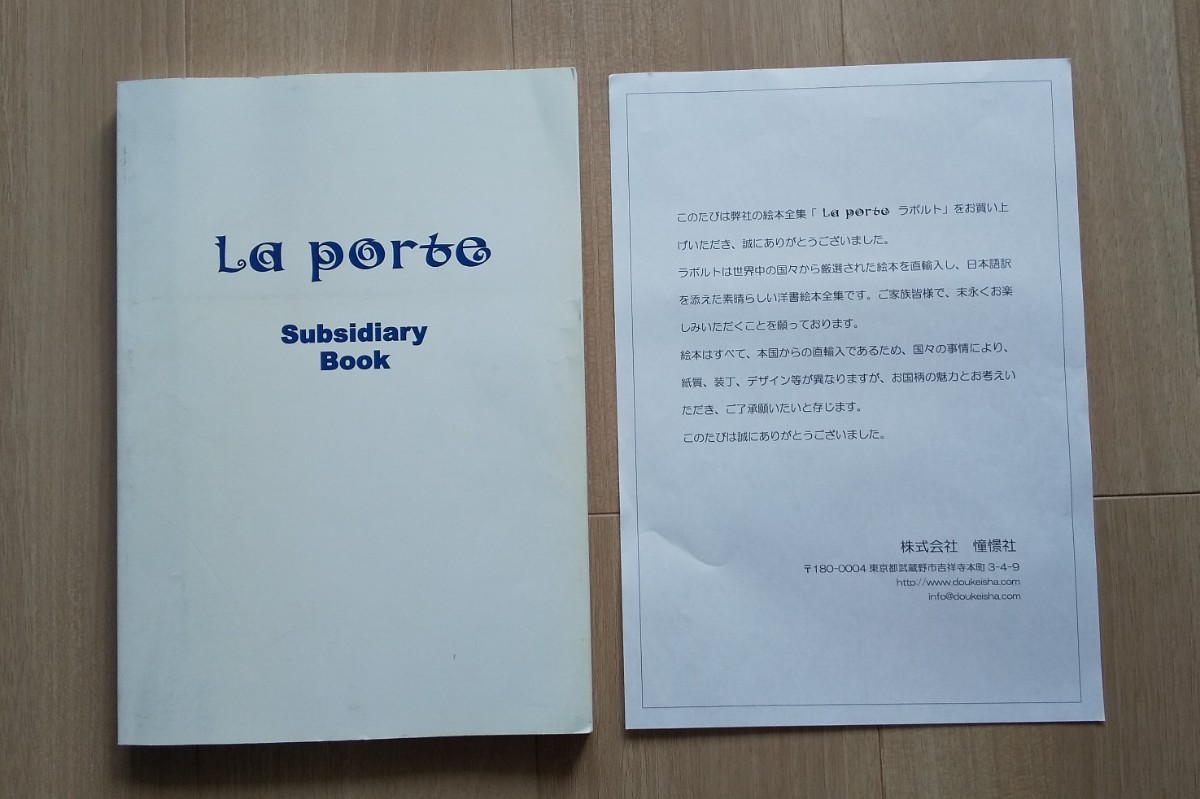 La porte
Subsidiary
Book
このたびは弊社の絵本全集「 La porte ラポルト」をお買い上
げいただき、誠にありがとうございました。
ラポルトは世界中の国々から厳選された絵本を直輸入し、日本語訳
を添えた素晴らしい洋書絵本全集です。ご家族皆様で、末永くお楽
しみいただくことを願っております。
絵本はすべて、本国からの直輸入であるため、国々の事情により、
紙質、装丁、デザイン等が異なりますが、お国柄の魅力とお考えい
ただき、ご了承願いたいと存じます。
このたびは誠にありがとうございました。
株式会社 憧憬社
〒180-0004 東京都武蔵野市吉祥寺本町 3-4-9
http://www.doukeisha.com
info@doukeisha.com